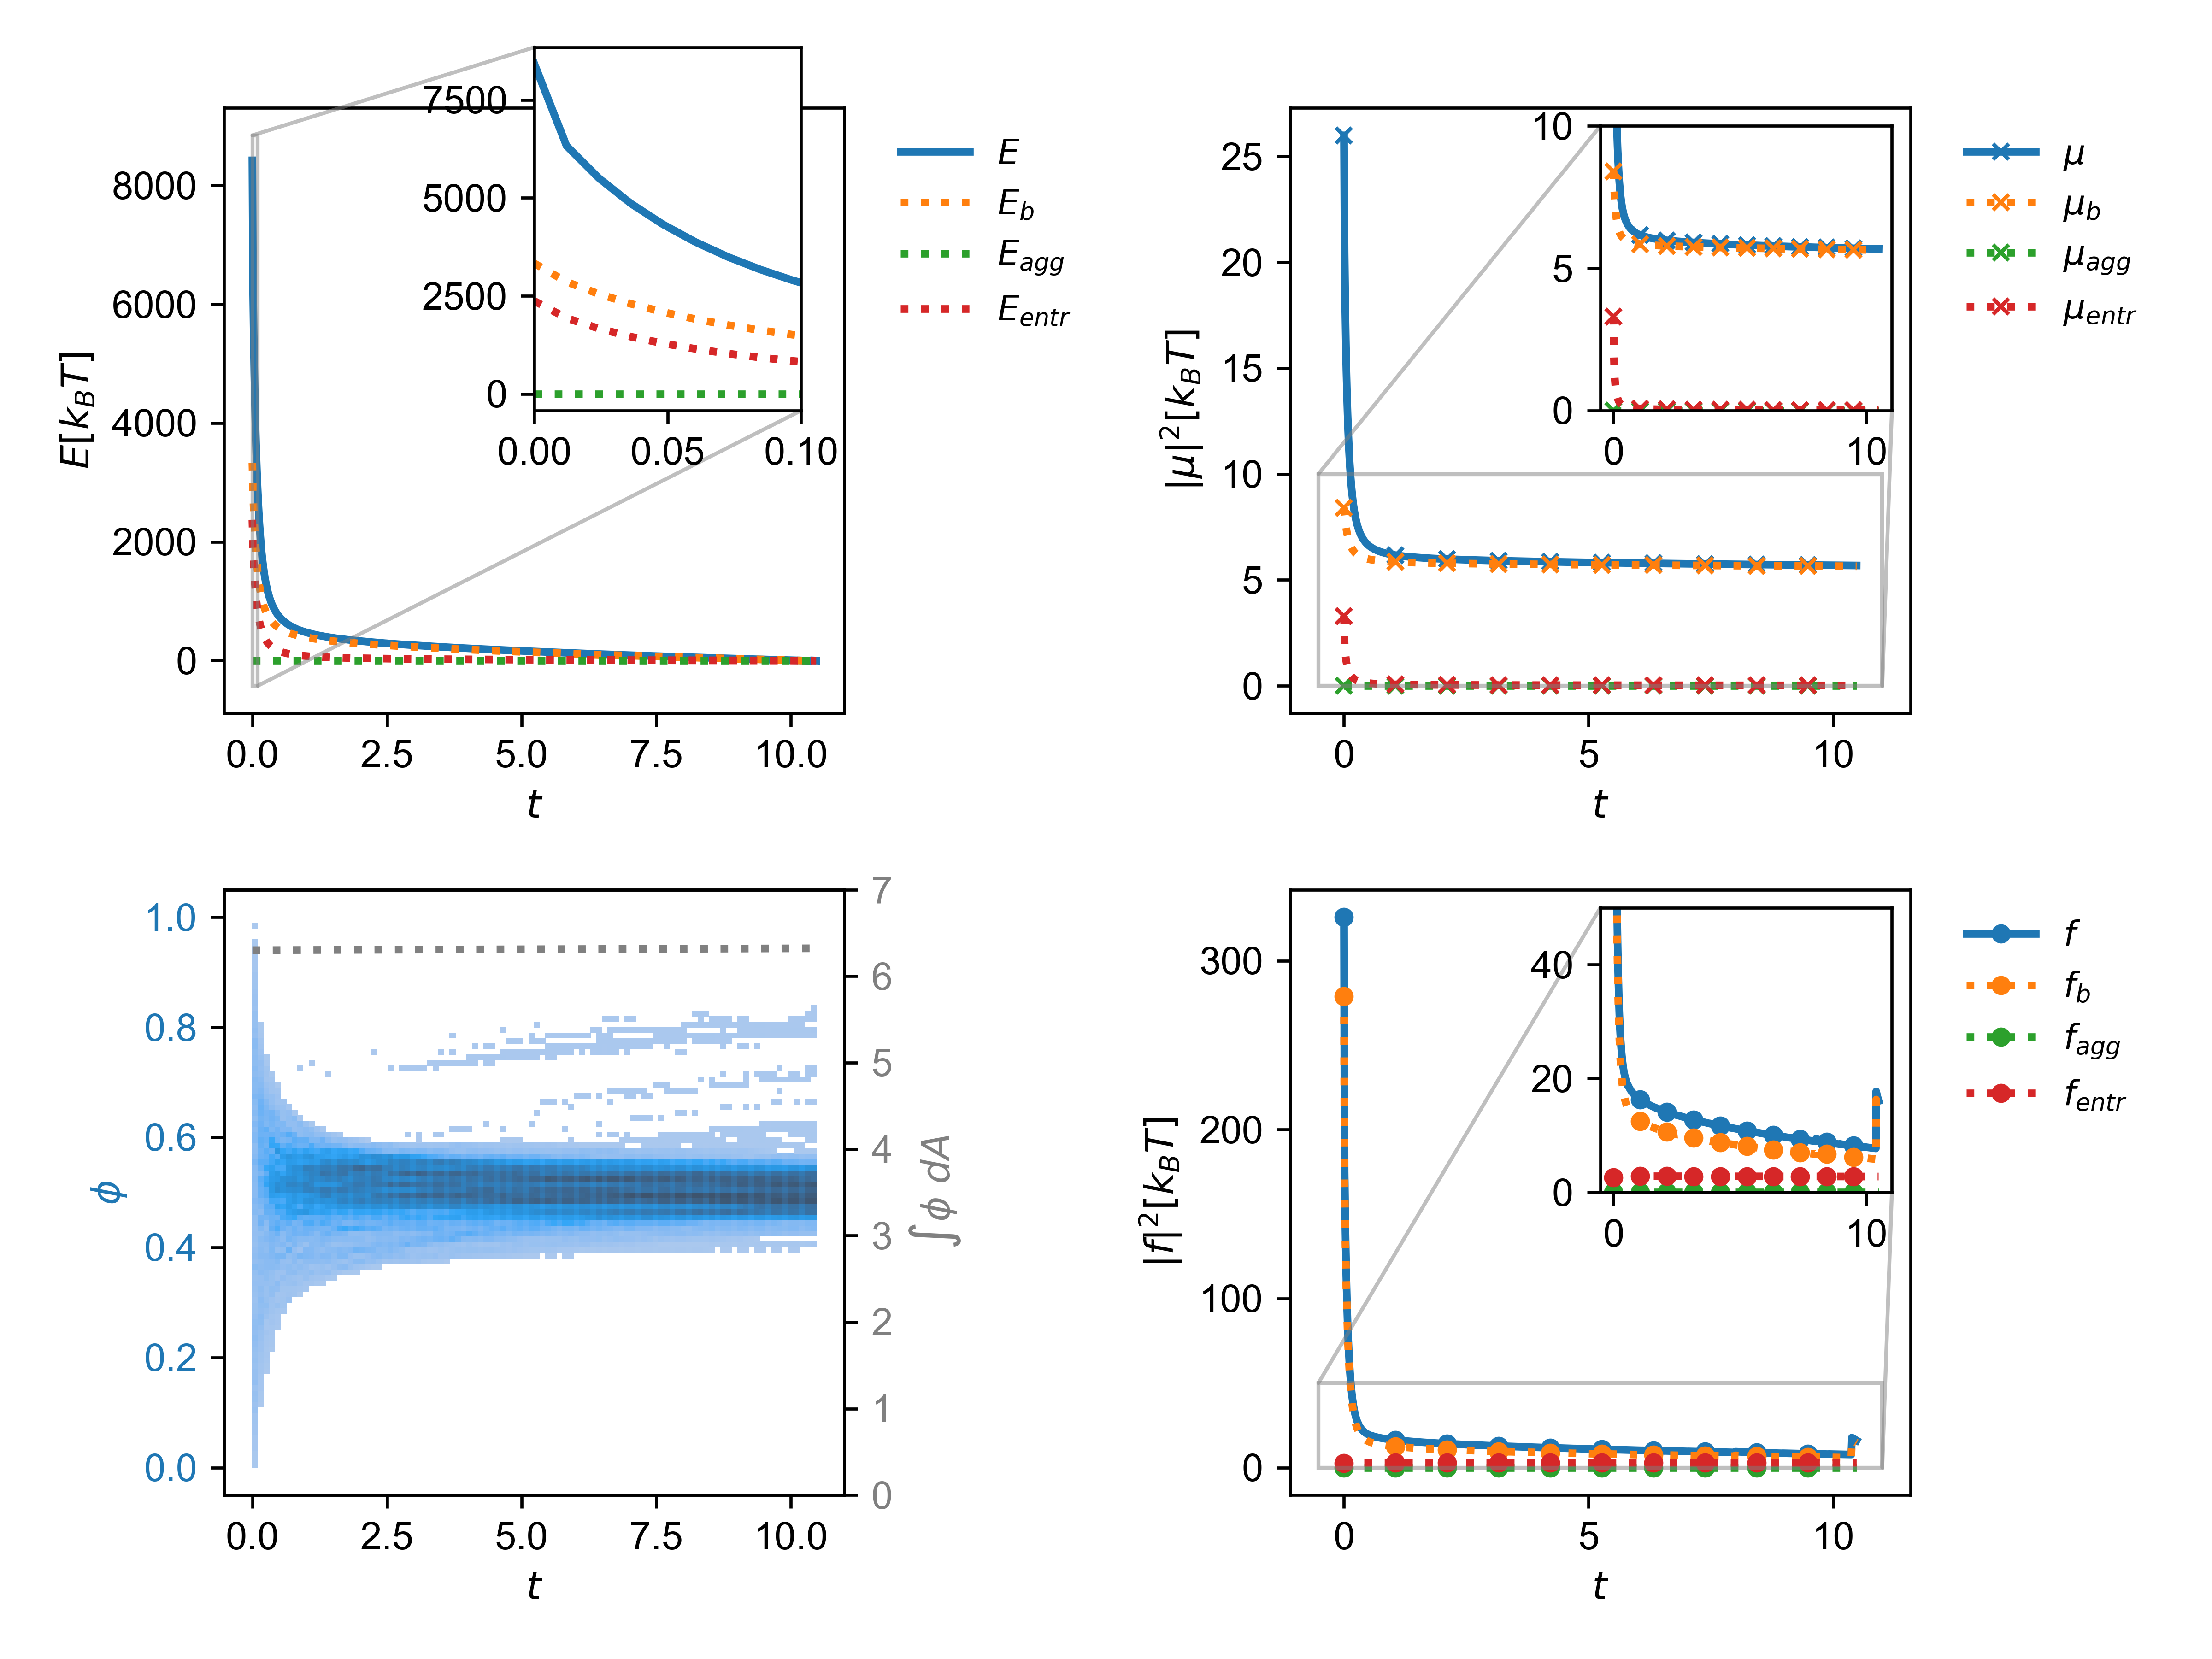 7500
5000
2500
0
0.00 0.05 0.10
8000
6000
4000
2000
0
0.0 2.5 5.0 7.5 10.0
E[k_BT]
t
E
E_b
E_agg
E_entr
10
5
0
0 10
25
20
15
10
5
0
0 5 10
|μ|²[k_BT]
t
μ
μ_b
μ_agg
μ_entr
1.0
0.8
0.6
0.4
0.2
0.0
ϕ
7
6
5
4
3
2
1
0
∫ϕ dA
0.0 2.5 5.0 7.5 10.0
t
40
20
0
0 10
300
200
100
0
0 5 10
|f|²[k_BT]
t
f
f_b
f_agg
f_entr